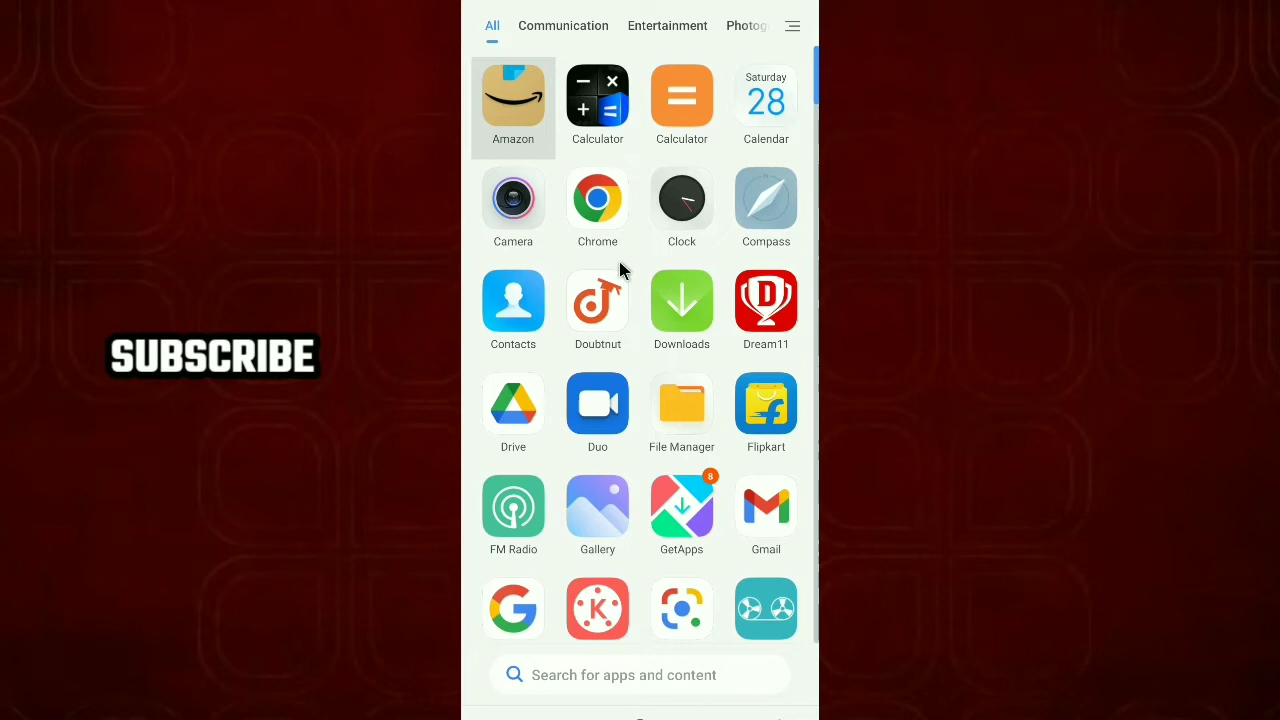 All Communication Entertainment Photog
Saturday
28
Amazon Calculator Calculator Calendar
Camera Chrome Clock Compass
D
Contacts Doubtnut Downloads Dream11
SUBSCRIBE
Drive Duo File Manager Flipkart
8
FM Radio Gallery GetApps Gmail
K
Search for apps and content